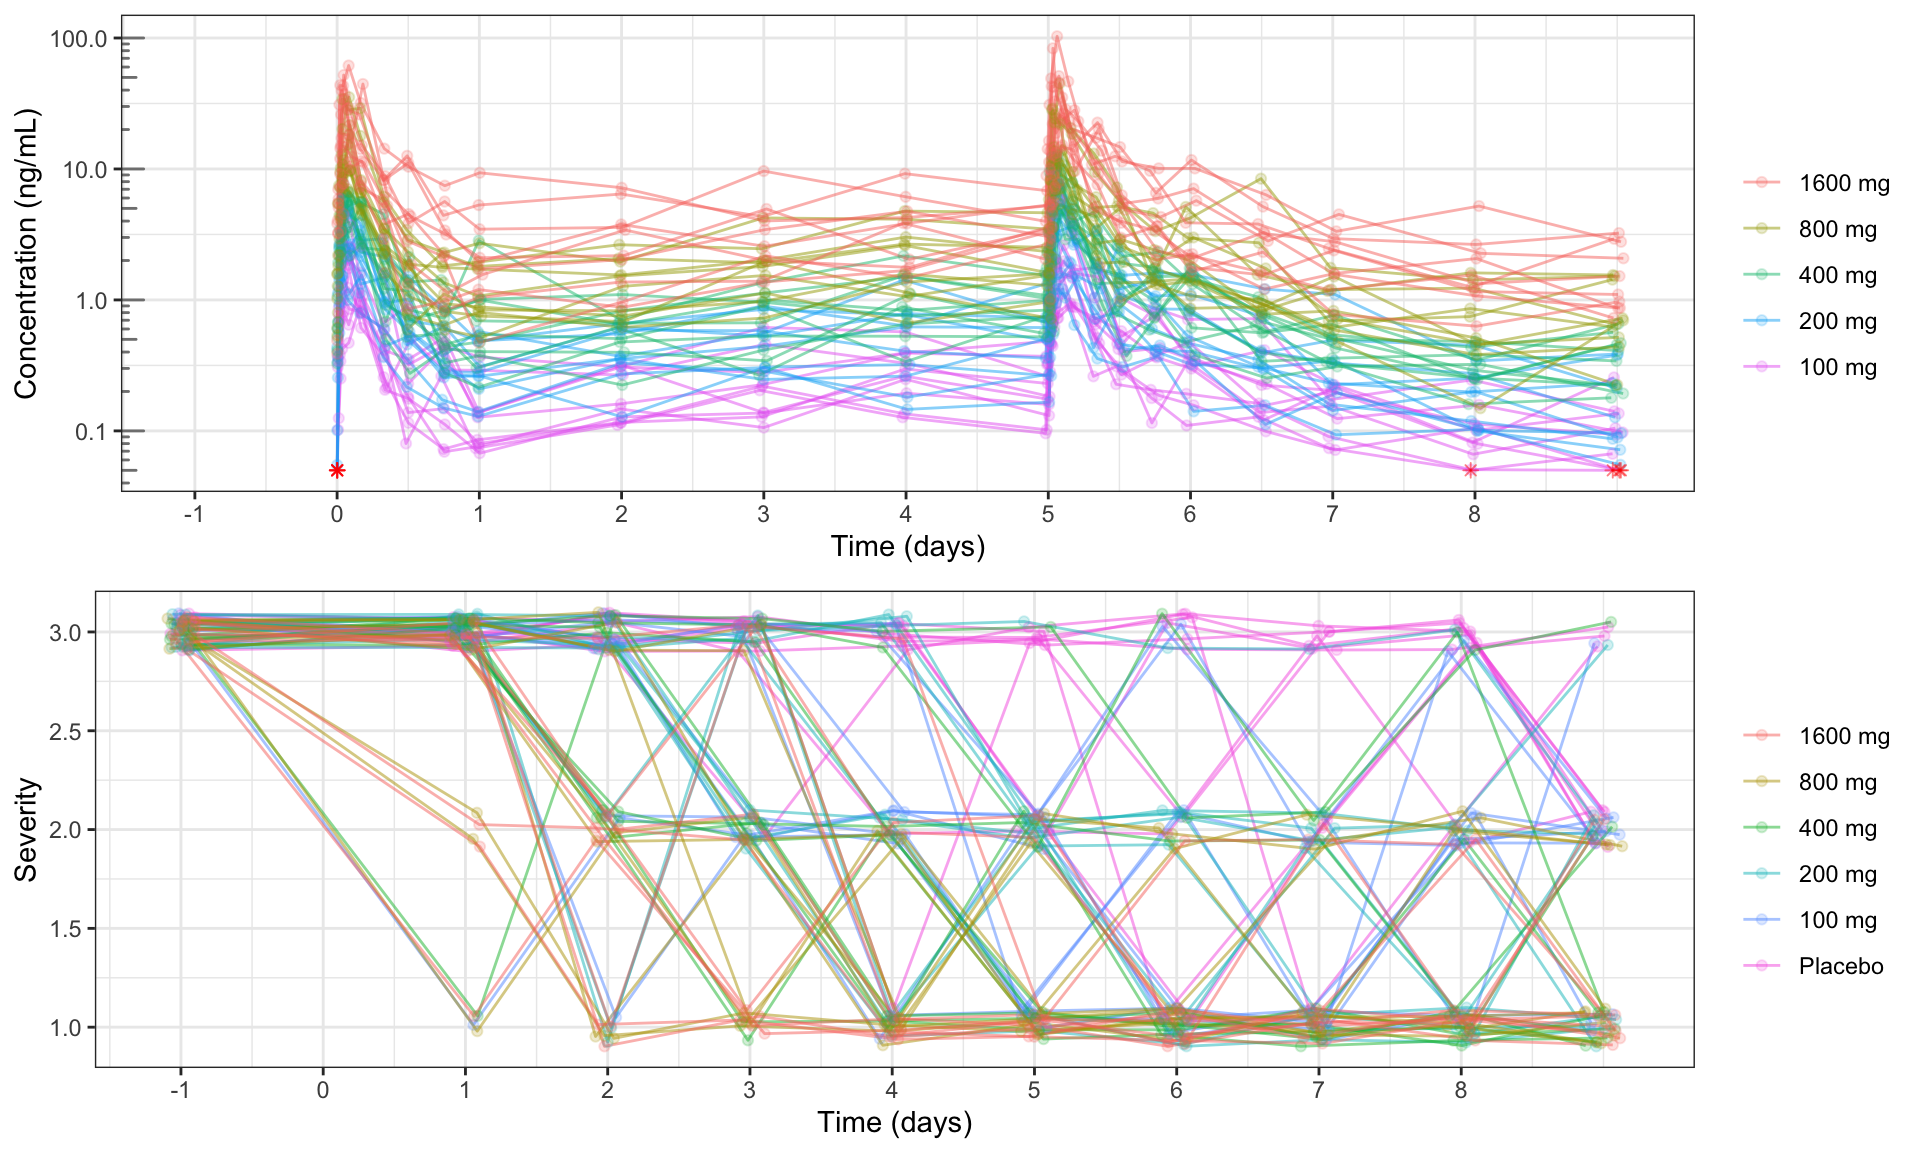 100.0
10.0
1.0
0.1
Concentration (ng/mL)
-1 0 1 2 3 4 5 6 7 8
Time (days)
1600 mg
800 mg
400 mg
200 mg
100 mg
3.0
2.5
2.0
1.5
1.0
Severity
-1 0 1 2 3 4 5 6 7 8
Time (days)
1600 mg
800 mg
400 mg
200 mg
100 mg
Placebo